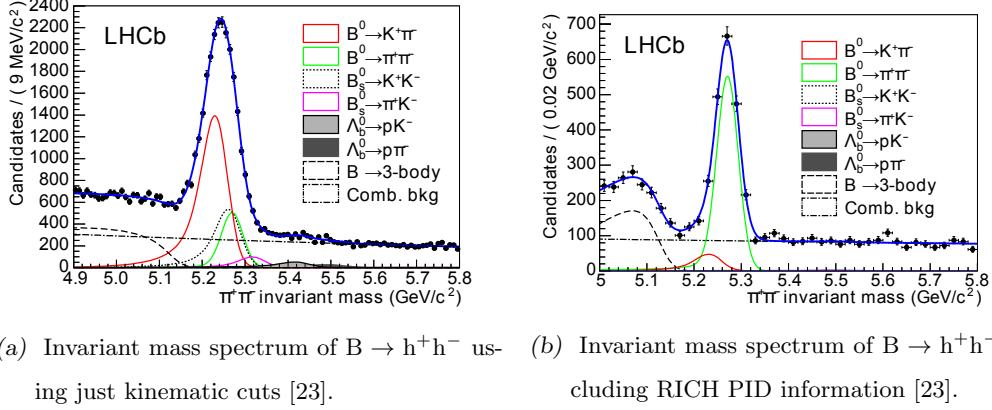 LHCb
B⁰→K⁺π⁻
B⁰→π⁺π⁻
B⁰ₛ→K⁺K⁻
B⁰ₛ→π⁺K⁻
Λ⁰_b→pK⁻
Λ⁰_b→pπ⁻
B →3-body
Comb. bkg
Candidates / ( 9 MeV/c²)
2400
2200
2000
1800
1600
1400
1200
1000
800
600
400
200
0
4.9 5.0 5.1 5.2 5.3 5.4 5.5 5.6 5.7 5.8
π⁺π⁻ invariant mass (GeV/c²)
(a) Invariant mass spectrum of B → h⁺h⁻ us-
ing just kinematic cuts [23].
LHCb
B⁰→K⁺π⁻
B⁰→π⁺π⁻
B⁰ₛ→K⁺K⁻
B⁰ₛ→π⁺K⁻
Λ⁰_b→pK⁻
Λ⁰_b→pπ⁻
B →3-body
Comb. bkg
Candidates / ( 0.02 GeV/c²)
700
600
500
400
300
200
100
0
5 5.1 5.2 5.3 5.4 5.5 5.6 5.7 5.8
π⁺π⁻ invariant mass (GeV/c²)
(b) Invariant mass spectrum of B → h⁺h⁻
cluding RICH PID information [23].